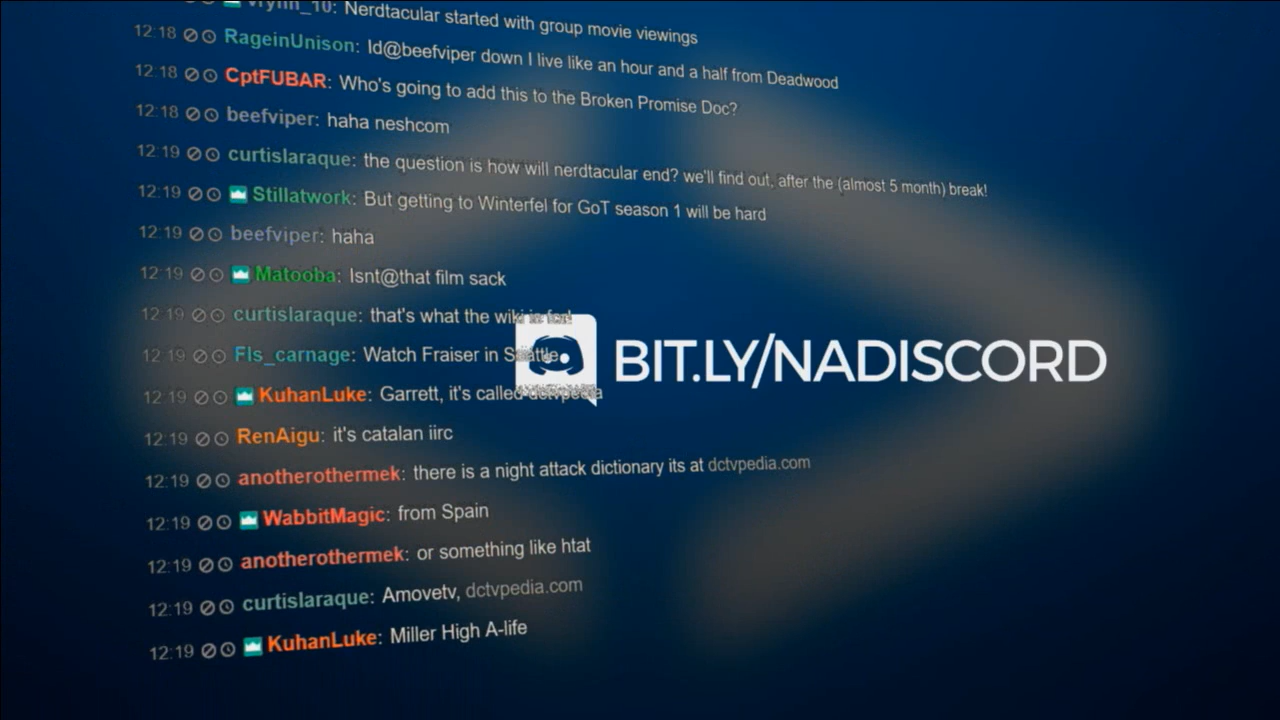 vrylin_10: Nerdtacular started with group movie viewings
12:18 RageinUnison: Id@beefviper down I live like an hour and a half from Deadwood
12:18 CptFUBAR: Who's going to add this to the Broken Promise Doc?
12:18 beefviper: haha neshcom
12:19 curtislaraque: the question is how will nerdtacular end? we'll find out, after the (almost 5 month) break!
12:19 Stillatwork: But getting to Winterfel for GoT season 1 will be hard
12:19 beefviper: haha
12:19 Matooba: Isnt@that film sack
12:19 curtislaraque: that's what the wiki is for!
12:19 Fls_carnage: Watch Fraiser in Seattle
BIT.LY/NADISCORD
12:19 KuhanLuke: Garrett, it's called dctvpedia
12:19 RenAigu: it's catalan iirc
12:19 anotherothermek: there is a night attack dictionary its at dctvpedia.com
12:19 WabbitMagic: from Spain
12:19 anotherothermek: or something like htat
12:19 curtislaraque: Amovetv, dctvpedia.com
12:19 KuhanLuke: Miller High A-life